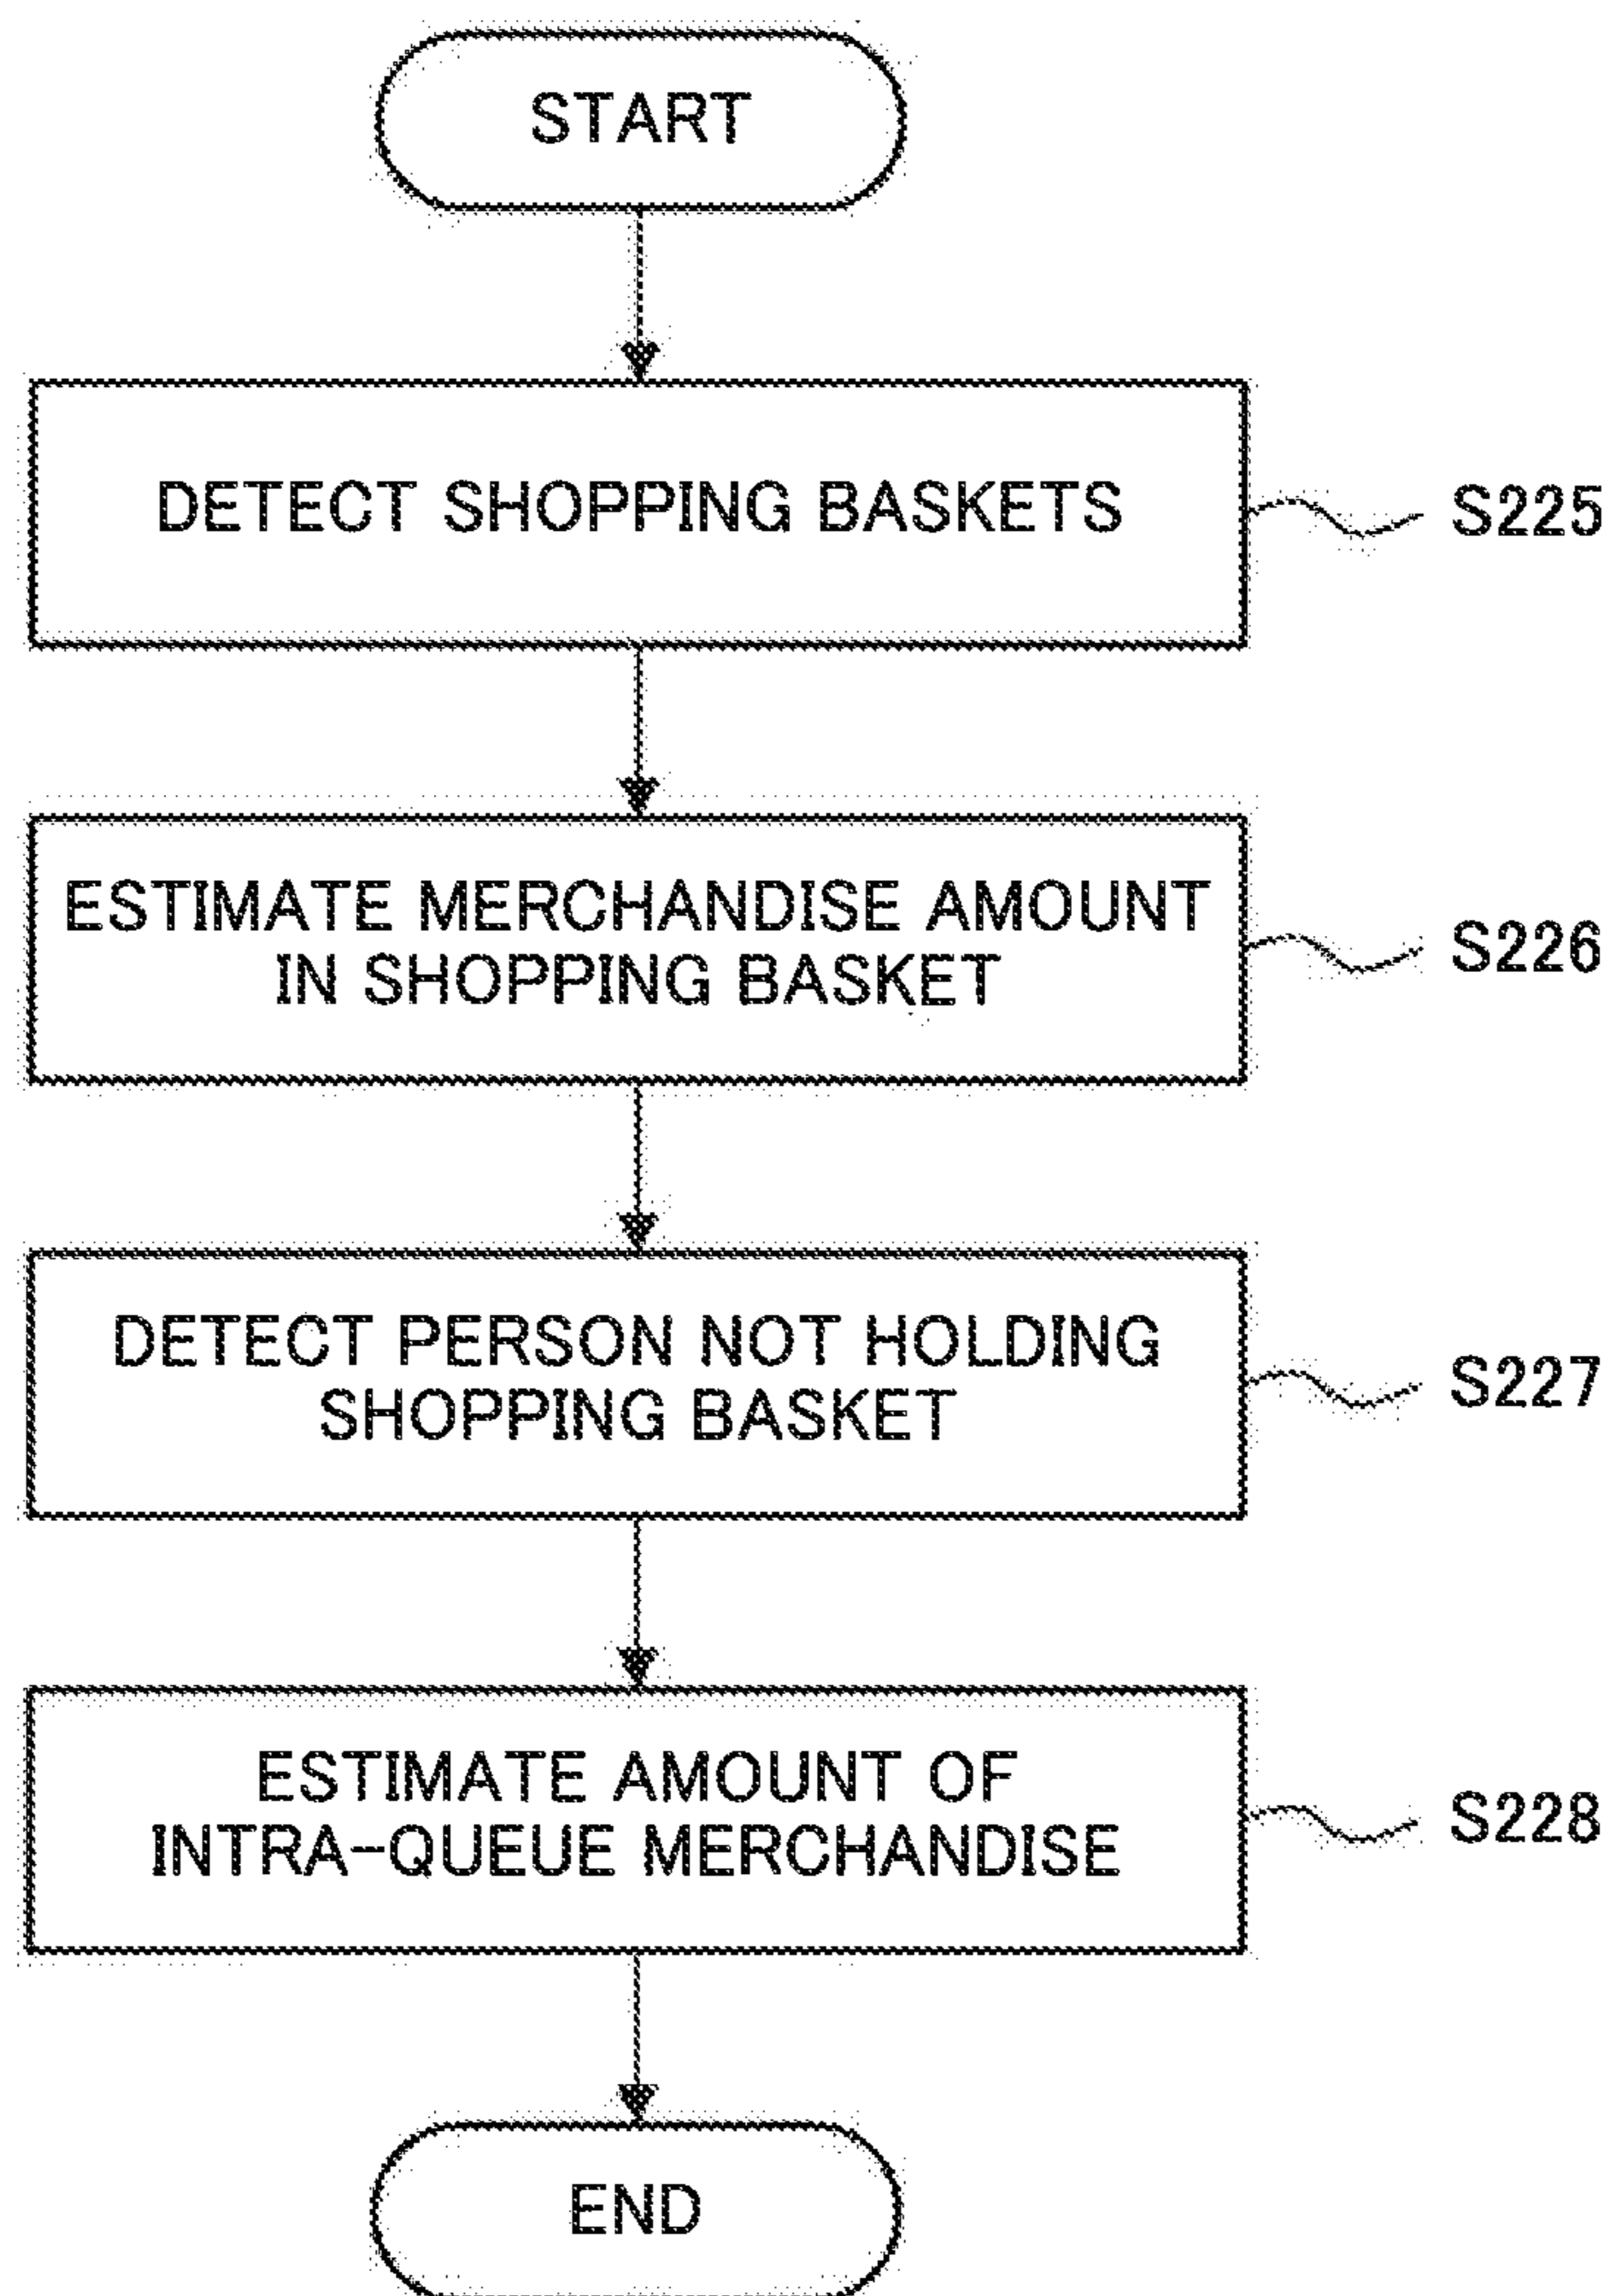 START
DETECT SHOPPING BASKETS
S225
ESTIMATE MERCHANDISE AMOUNT
IN SHOPPING BASKET
S226
DETECT PERSON NOT HOLDING
SHOPPING BASKET
S227
ESTIMATE AMOUNT OF
INTRA-QUEUE MERCHANDISE
S228
END